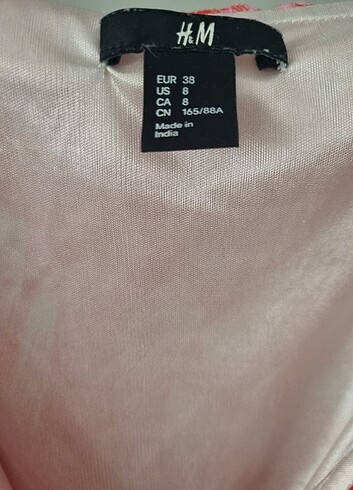 H&M
EUR 38
US 8
CA 8
CN 165/88A
Made in
India